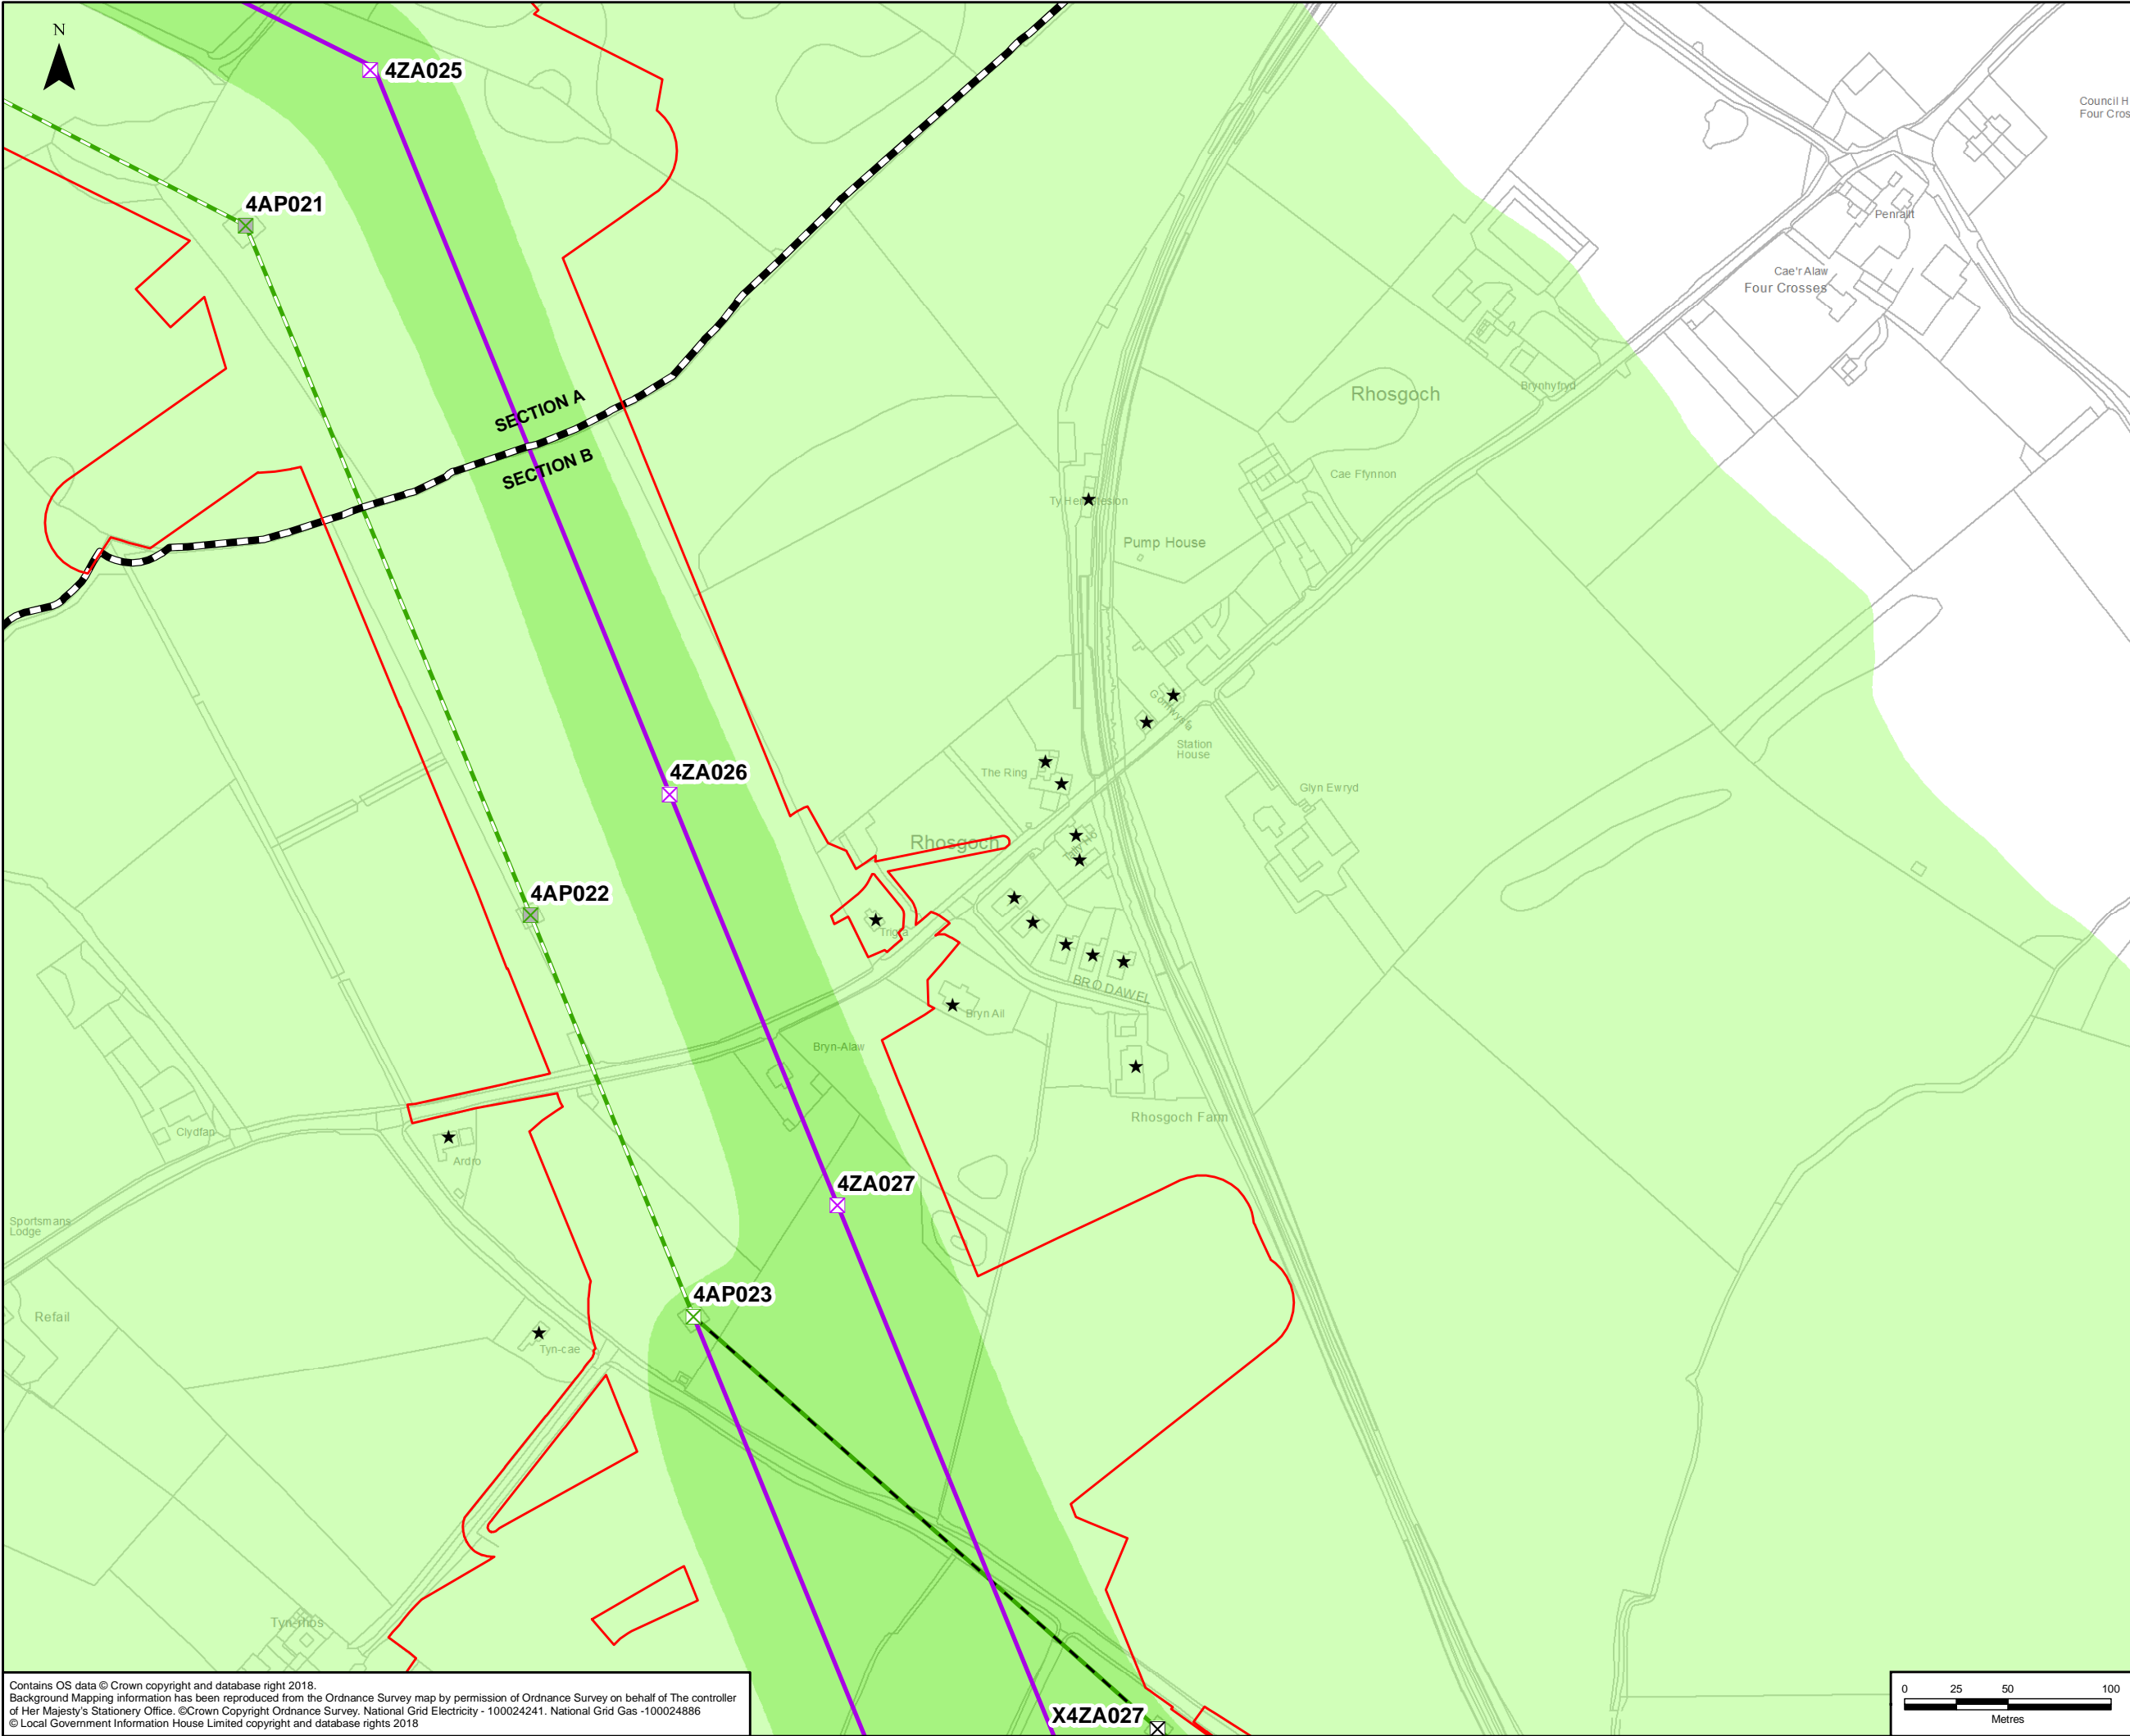 N
4ZA025
Council H
Four Cros
4AP021
Penrallt
Cae'r Alaw
Four Crosses
Rhosgoch
Brynhyfryd
SECTION A
SECTION B
Cae Ffynnon
Pump House
Station
House
4ZA026
The Ring
Glyn Ewryd
Rhosgoch
4AP022
BRO DAWEL
Bryn Ail
Bryn-Alaw
Rhosgoch Farm
Clydfan
Ardro
4ZA027
Sportsmans
Lodge
4AP023
Refail
Tyn-cae
Tyn-rhos
X4ZA027
Contains OS data © Crown copyright and database right 2018.
Background Mapping information has been reproduced from the Ordnance Survey map by permission of Ordnance Survey on behalf of The controller
of Her Majesty's Stationery Office. ©Crown Copyright Ordnance Survey. National Grid Electricity - 100024241. National Grid Gas -100024886
© Local Government Information House Limited copyright and database rights 2018
0 25 50 100
Metres